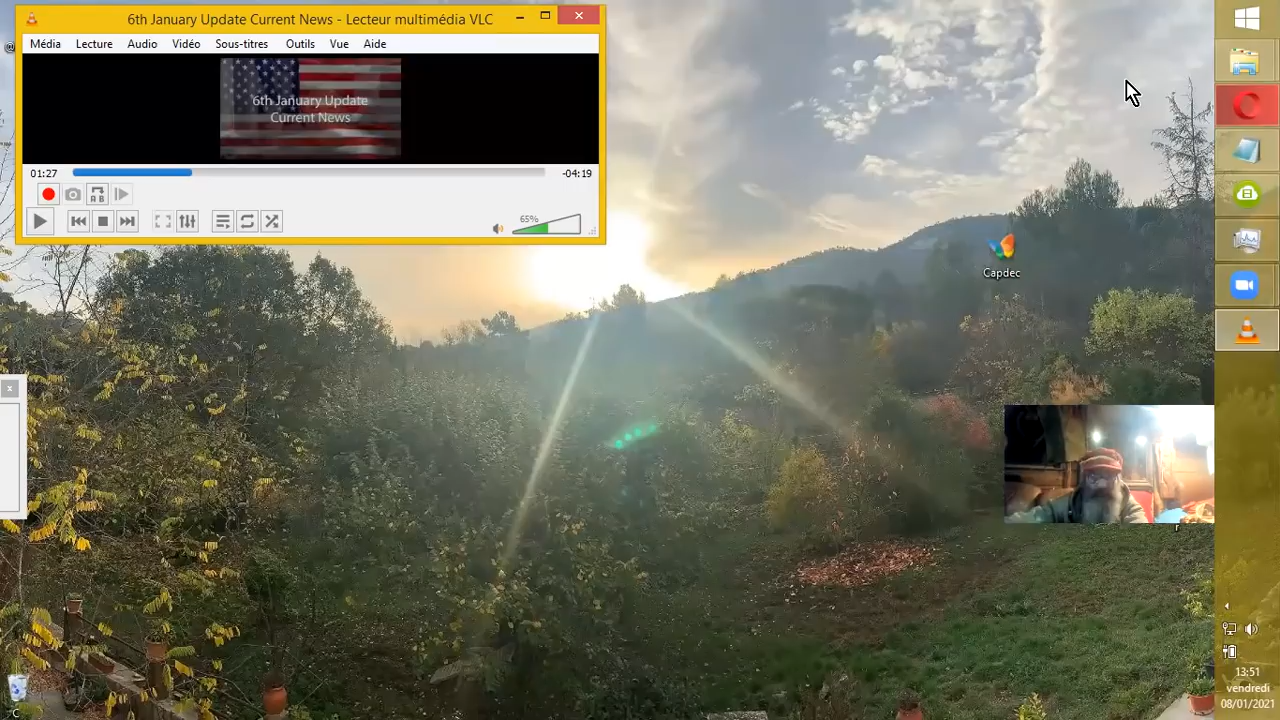 6th January Update Current News - Lecteur multimédia VLC
Média Lecture Audio Vidéo Sous-titres Outils Vue Aide
6th January Update
Current News
01:27 -04:19
A B
65%
Capdec
x
r
C
13:51
vendredi
08/01/2021